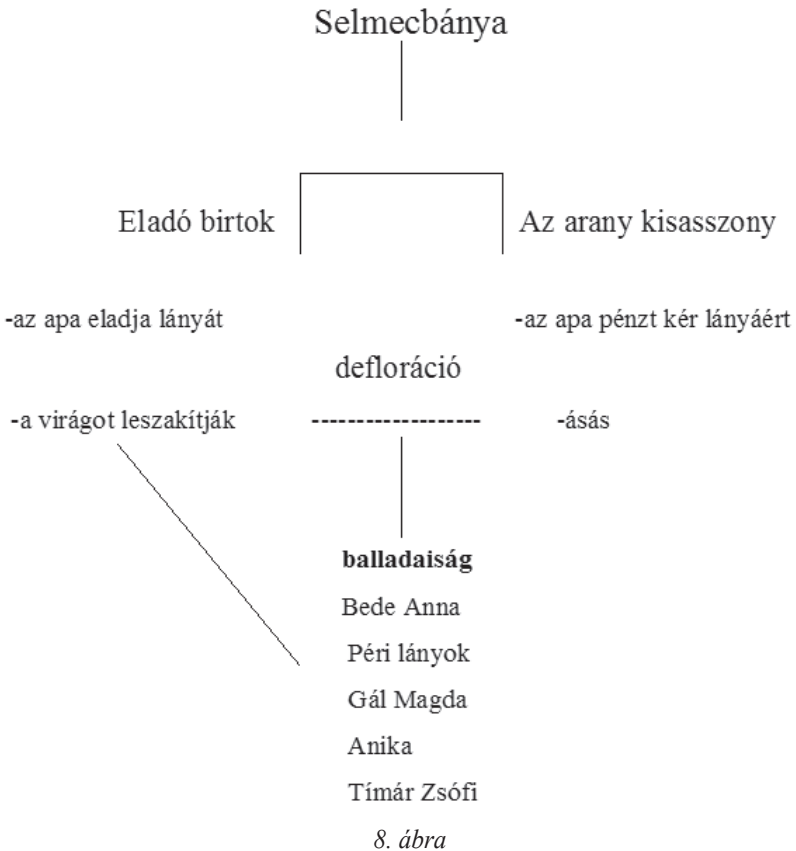 Selmecbánya
Eladó birtok
Az arany kisasszony
-az apa eladja lányát
-az apa pénzt kér lányáért
defloráció
-a virágot leszakítják
-------------------
-ásás
balladaiság
Bede Anna
Péri lányok
Gál Magda
Anika
Tímár Zsófi
8. ábra